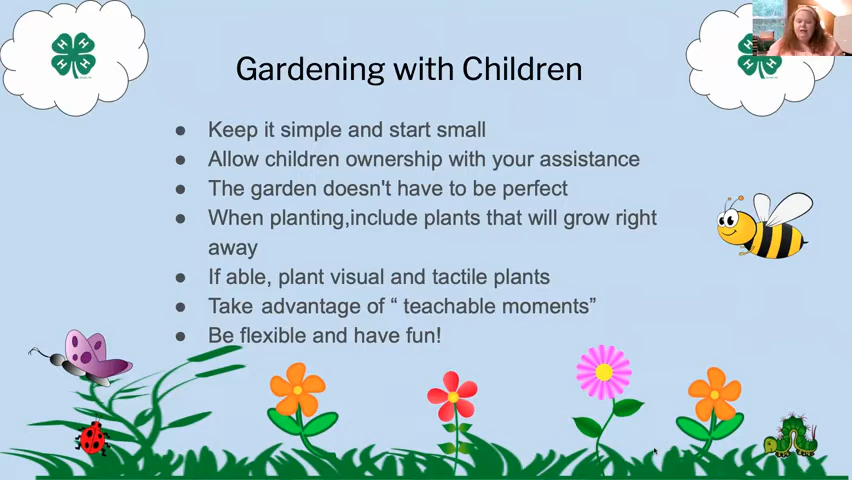 H H
H H
H H
H H
Gardening with Children
● Keep it simple and start small
● Allow children ownership with your assistance
● The garden doesn't have to be perfect
● When planting,include plants that will grow right
away
● If able, plant visual and tactile plants
● Take advantage of “ teachable moments”
● Be flexible and have fun!